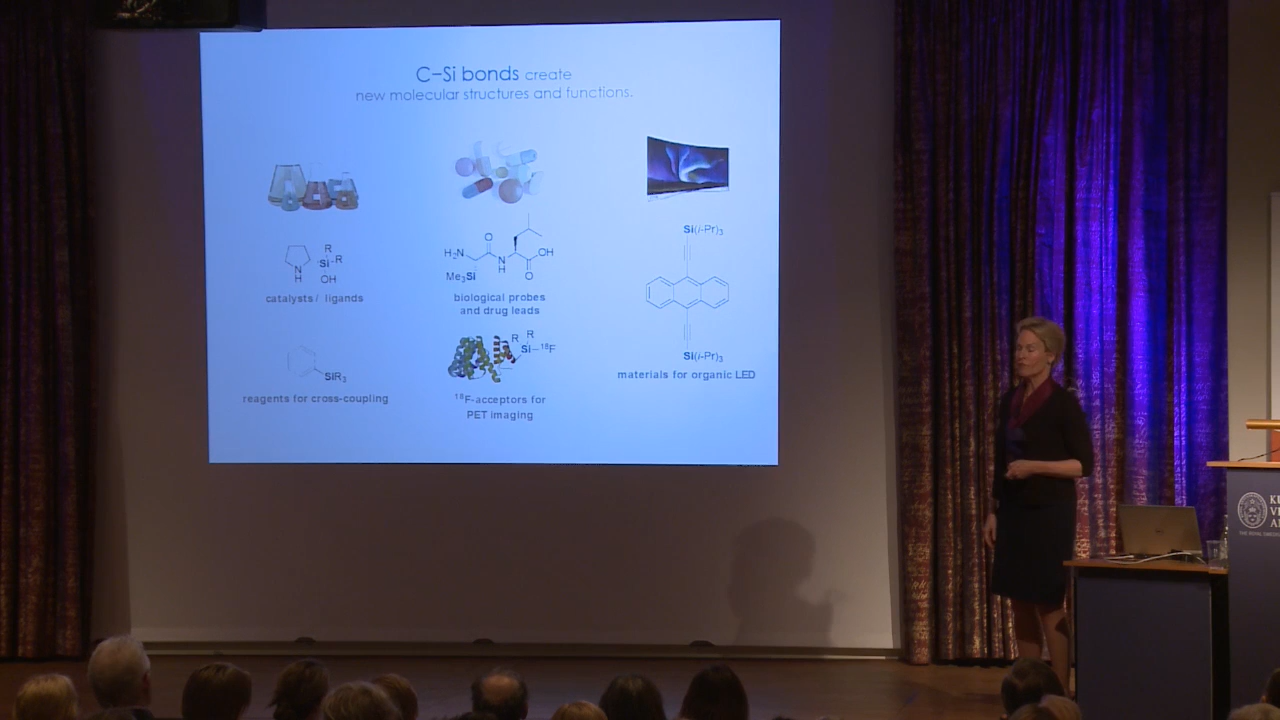 C–Si bonds create
new molecular structures and functions.
R
Si R
N
H
OH
catalysts / ligands
SiR3
reagents for cross-coupling
O
H2N
N
H
OH
O
Me3Si
biological probes
and drug leads
R
R
Si–18F
18F-acceptors for
PET imaging
Si(i-Pr)3
Si(i-Pr)3
materials for organic LED